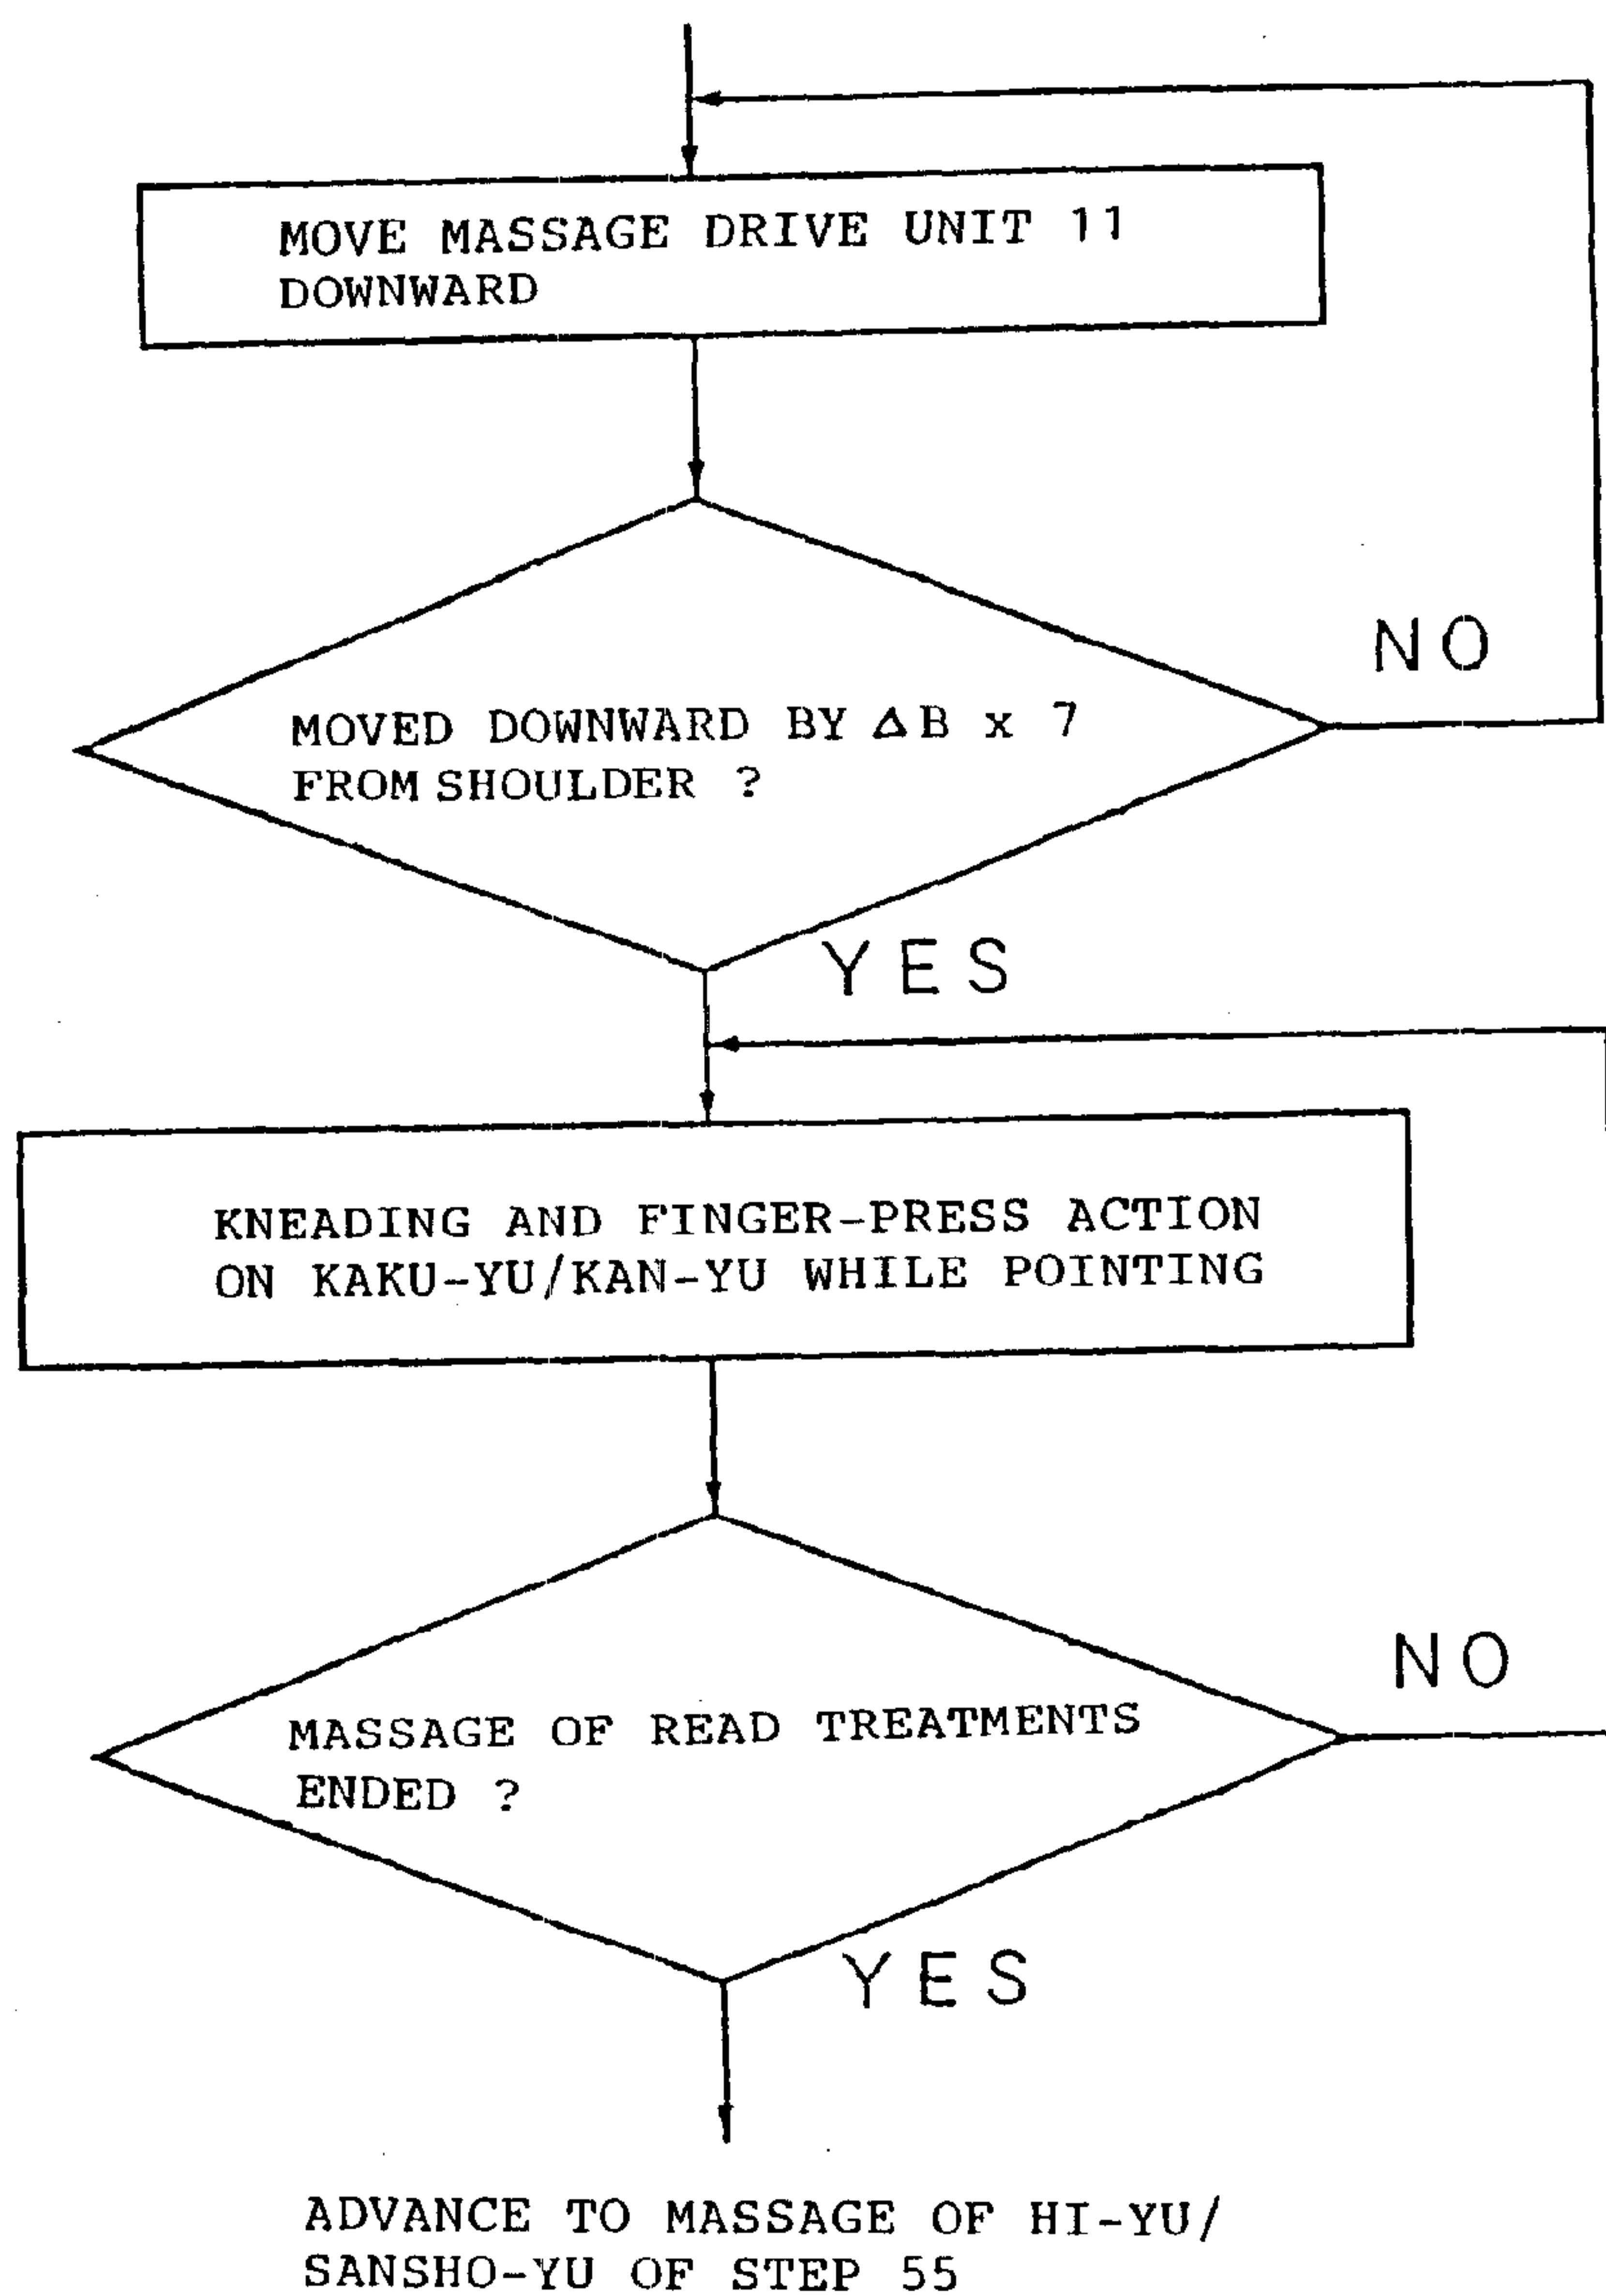 MOVE MASSAGE DRIVE UNIT 11
DOWNWARD
MOVED DOWNWARD BY ΔB x 7
FROM SHOULDER ?
NO
YES
KNEADING AND FINGER-PRESS ACTION
ON KAKU-YU/KAN-YU WHILE POINTING
MASSAGE OF READ TREATMENTS
ENDED ?
NO
YES
ADVANCE TO MASSAGE OF HI-YU/
SANSHO-YU OF STEP 55